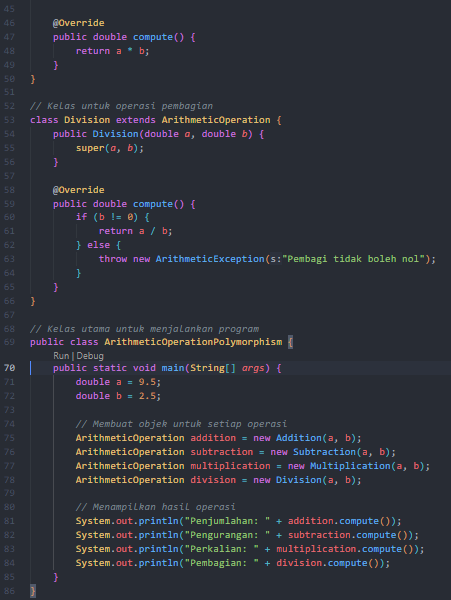 45
46 @Override
47 public double compute() {
48 return a * b;
49 }
50 }
51
52 // Kelas untuk operasi pembagian
53 class Division extends ArithmeticOperation {
54 public Division(double a, double b) {
55 super(a, b);
56 }
57
58 @Override
59 public double compute() {
60 if (b != 0) {
61 return a / b;
62 } else {
63 throw new ArithmeticException(s:"Pembagi tidak boleh nol");
64 }
65 }
66 }
67
68 // Kelas utama untuk menjalankan program
69 public class ArithmeticOperationPolymorphism {
Run | Debug
70 public static void main(String[] args) {
71 double a = 9.5;
72 double b = 2.5;
73
74 // Membuat objek untuk setiap operasi
75 ArithmeticOperation addition = new Addition(a, b);
76 ArithmeticOperation subtraction = new Subtraction(a, b);
77 ArithmeticOperation multiplication = new Multiplication(a, b);
78 ArithmeticOperation division = new Division(a, b);
79
80 // Menampilkan hasil operasi
81 System.out.println("Penjumlahan: " + addition.compute());
82 System.out.println("Pengurangan: " + subtraction.compute());
83 System.out.println("Perkalian: " + multiplication.compute());
84 System.out.println("Pembagian: " + division.compute());
85 }
86 }